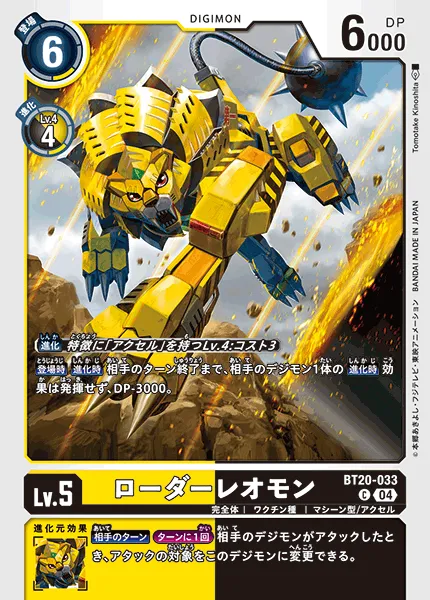 登場
6
DIGIMON
6000
DP
進化
Lv.4
4
Tomotake Kinoshita
BANDAI MADE IN JAPAN
©本郷あきよし・フジテレビ・東映アニメーション
進化 特徴に「アクセル」を持つLv.4:コスト3
登場時 進化時 相手のターン終了まで、相手のデジモン1体の 進化時 効
果は発揮せず、DP-3000。
BT20-033
Lv.5
ローダーレオモン
C 04
完全体 | ワクチン種 | マシーン型/アクセル
進化元効果
相手のターン ターンに1回 相手のデジモンがアタックしたと
き、アタックの対象をこのデジモンに変更できる。